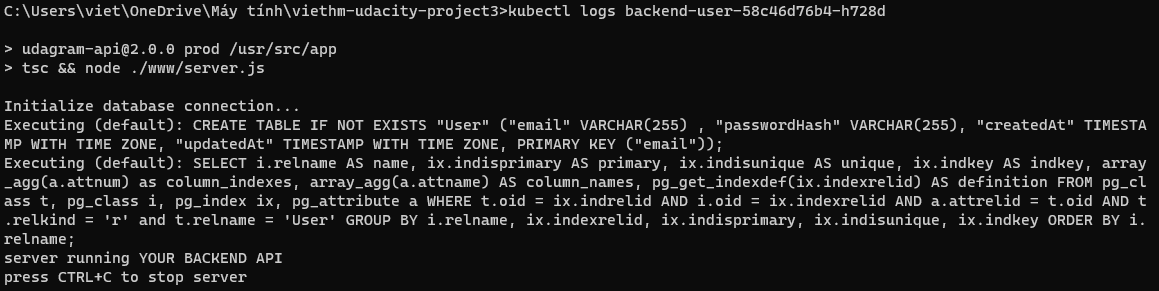 C:\Users\viet\OneDrive\Máy tính\viethm-udacity-project3>kubectl logs backend-user-58c46d76b4-h728d
> udagram-api@2.0.0 prod /usr/src/app
> tsc && node ./www/server.js
Initialize database connection...
Executing (default): CREATE TABLE IF NOT EXISTS "User" ("email" VARCHAR(255) , "passwordHash" VARCHAR(255), "createdAt" TIMESTA
MP WITH TIME ZONE, "updatedAt" TIMESTAMP WITH TIME ZONE, PRIMARY KEY ("email"));
Executing (default): SELECT i.relname AS name, ix.indisprimary AS primary, ix.indisunique AS unique, ix.indkey AS indkey, array
_agg(a.attnum) as column_indexes, array_agg(a.attname) AS column_names, pg_get_indexdef(ix.indexrelid) AS definition FROM pg_cl
ass t, pg_class i, pg_index ix, pg_attribute a WHERE t.oid = ix.indrelid AND i.oid = ix.indexrelid AND a.attrelid = t.oid AND t
.relkind = 'r' and t.relname = 'User' GROUP BY i.relname, ix.indexrelid, ix.indisprimary, ix.indisunique, ix.indkey ORDER BY i.
relname;
server running YOUR BACKEND API
press CTRL+C to stop server